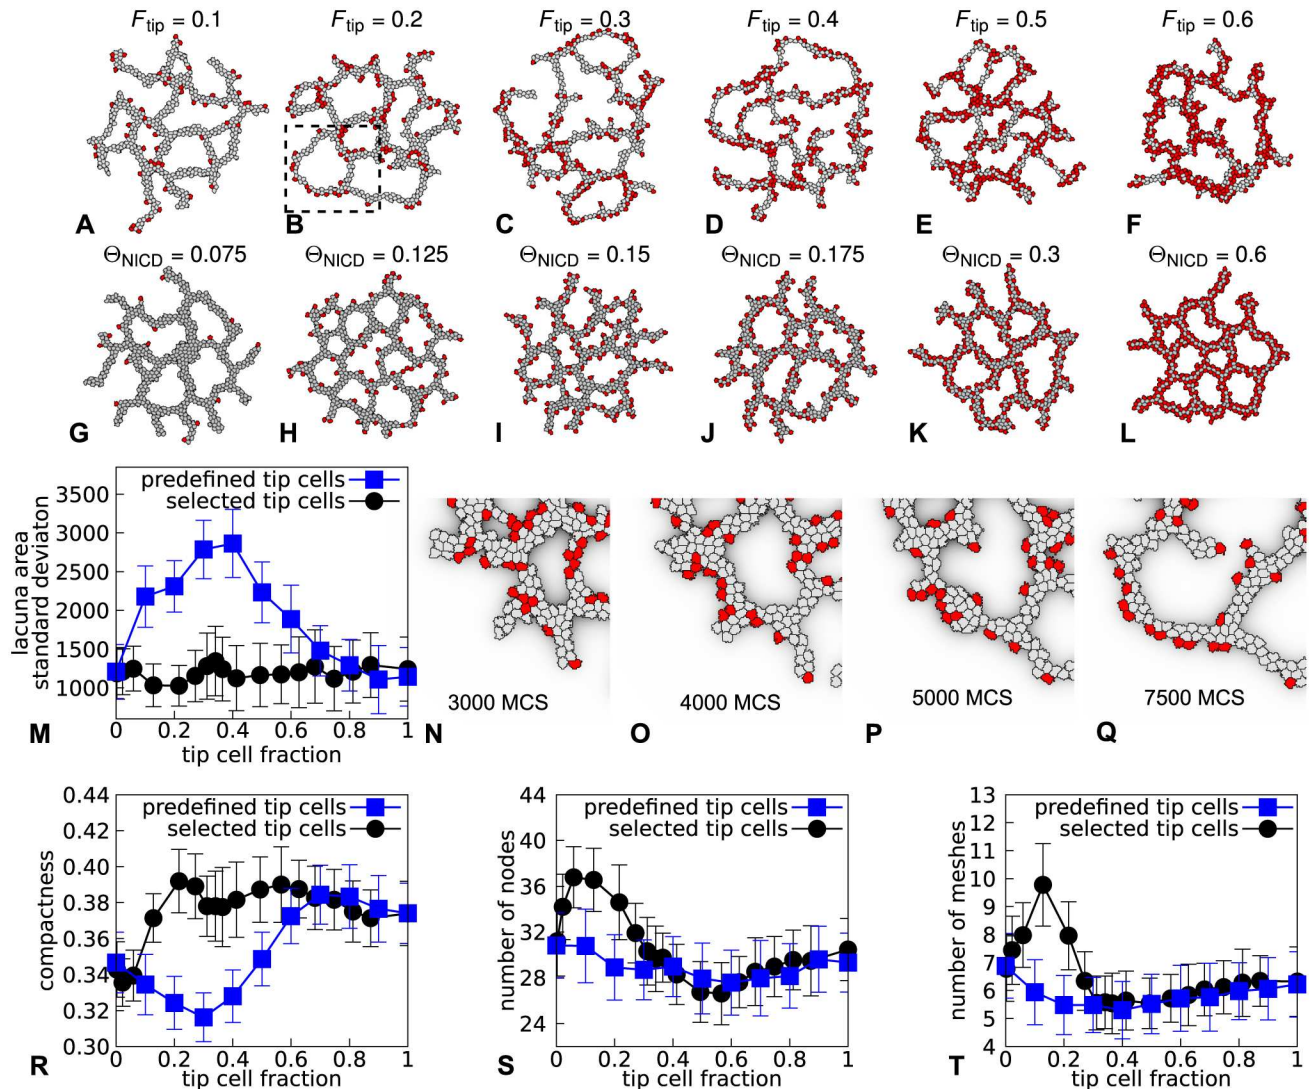 F_tip = 0.1 F_tip = 0.2 F_tip = 0.3 F_tip = 0.4 F_tip = 0.5 F_tip = 0.6
A B C D E F
Θ_NICD = 0.075 Θ_NICD = 0.125 Θ_NICD = 0.15 Θ_NICD = 0.175 Θ_NICD = 0.3 Θ_NICD = 0.6
G H I J K L
predefined tip cells
selected tip cells
3500
3000
2500
2000
1500
1000
lacuna area
standard deviaton
0 0.2 0.4 0.6 0.8 1
tip cell fraction
M
3000 MCS
N
4000 MCS
O
5000 MCS
P
7500 MCS
Q
predefined tip cells
selected tip cells
0.44
0.42
0.40
0.38
0.36
0.34
0.32
0.30
compactness
0 0.2 0.4 0.6 0.8 1
tip cell fraction
R
predefined tip cells
selected tip cells
44
40
36
32
28
24
number of nodes
0 0.2 0.4 0.6 0.8 1
tip cell fraction
S
predefined tip cells
selected tip cells
13
12
11
10
9
8
7
6
5
4
number of meshes
0 0.2 0.4 0.6 0.8 1
tip cell fraction
T